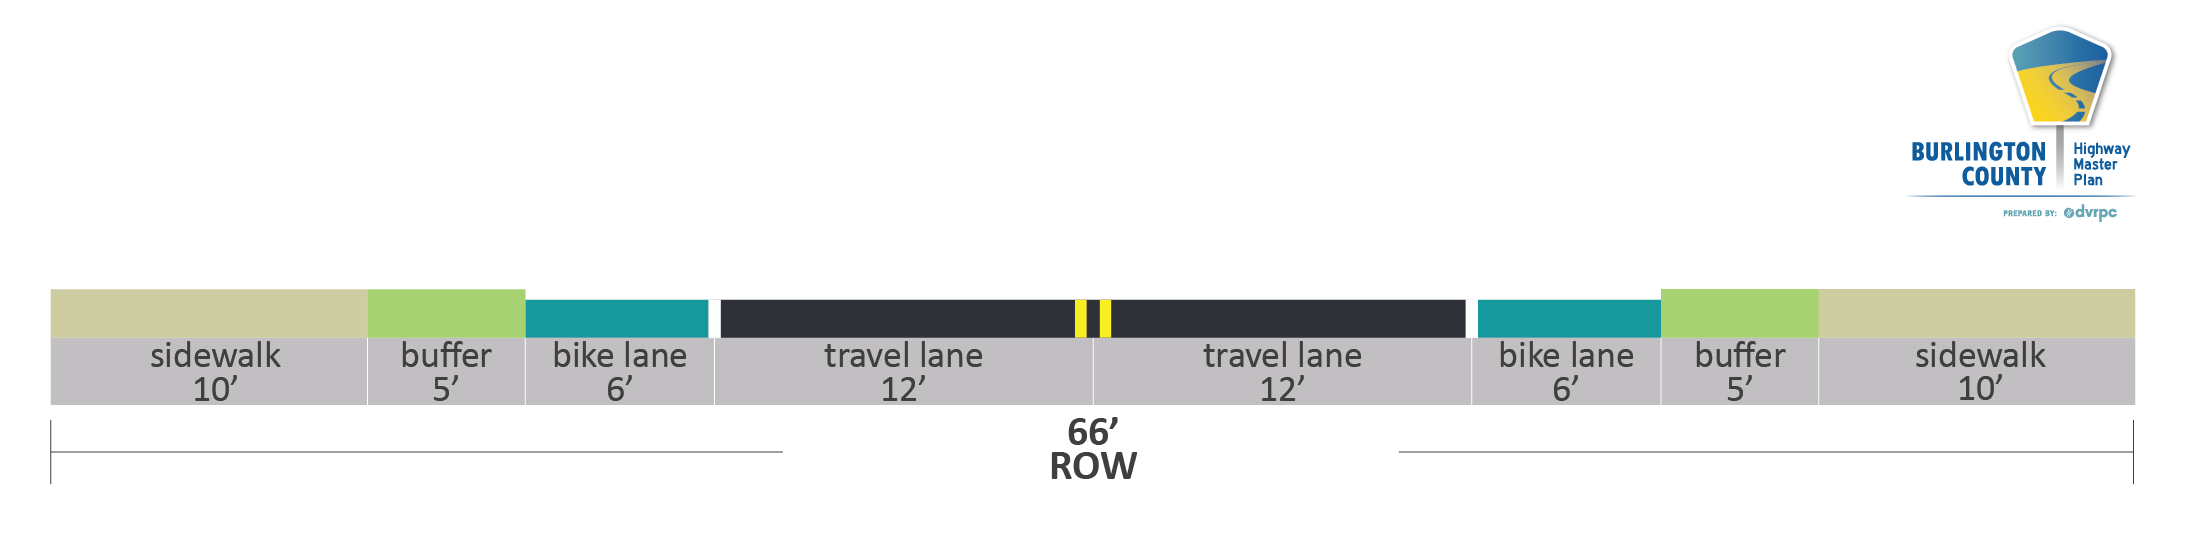 BURLINGTON
COUNTY
Highway
Master
Plan
PREPARED BY: dvrpc
sidewalk buffer bike lane travel lane travel lane bike lane buffer sidewalk
10’ 5’ 6’ 12’ 12’ 6’ 5’ 10’
66’
ROW